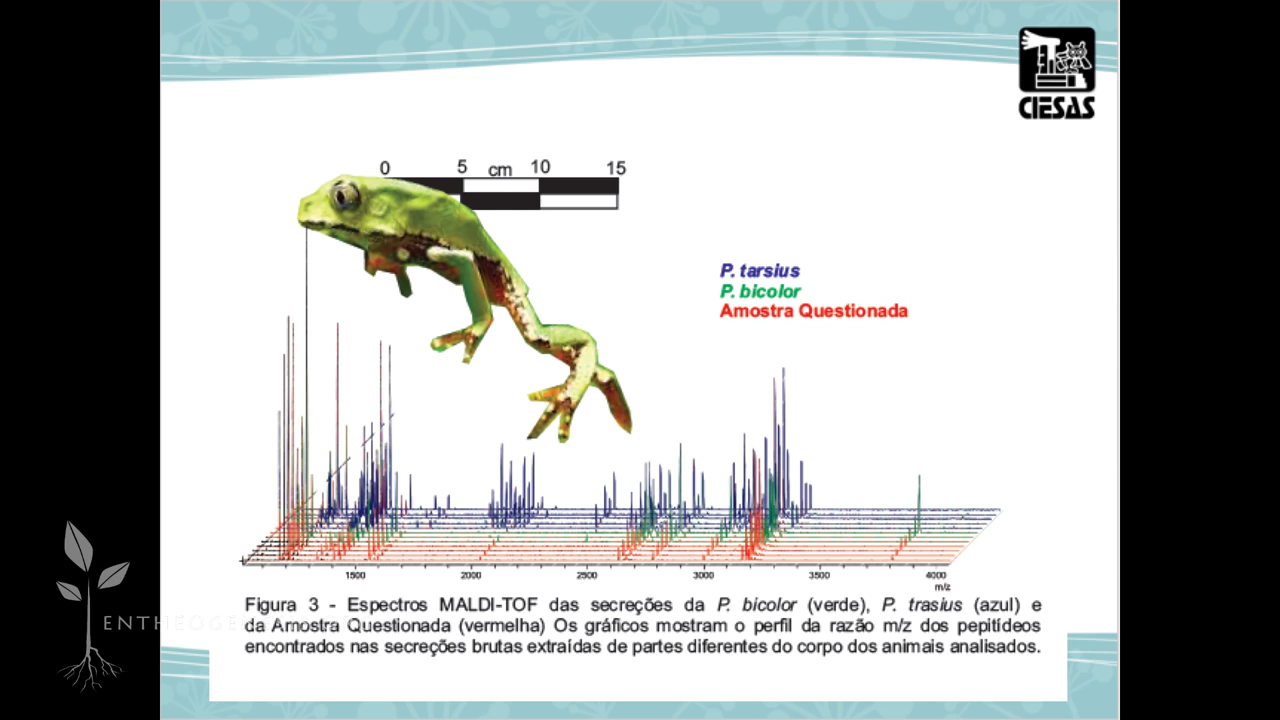 CIESAS
0 5 cm 10 15
P. tarsius
P. bicolor
Amostra Questionada
1500 2000 2500 3000 3500 4000
m/z
Figura 3 - Espectros MALDI-TOF das secreções da P. bicolor (verde), P. trasius (azul) e
da Amostra Questionada (vermelha) Os gráficos mostram o perfil da razão m/z dos pepitídeos
encontrados nas secreções brutas extraídas de partes diferentes do corpo dos animais analisados.